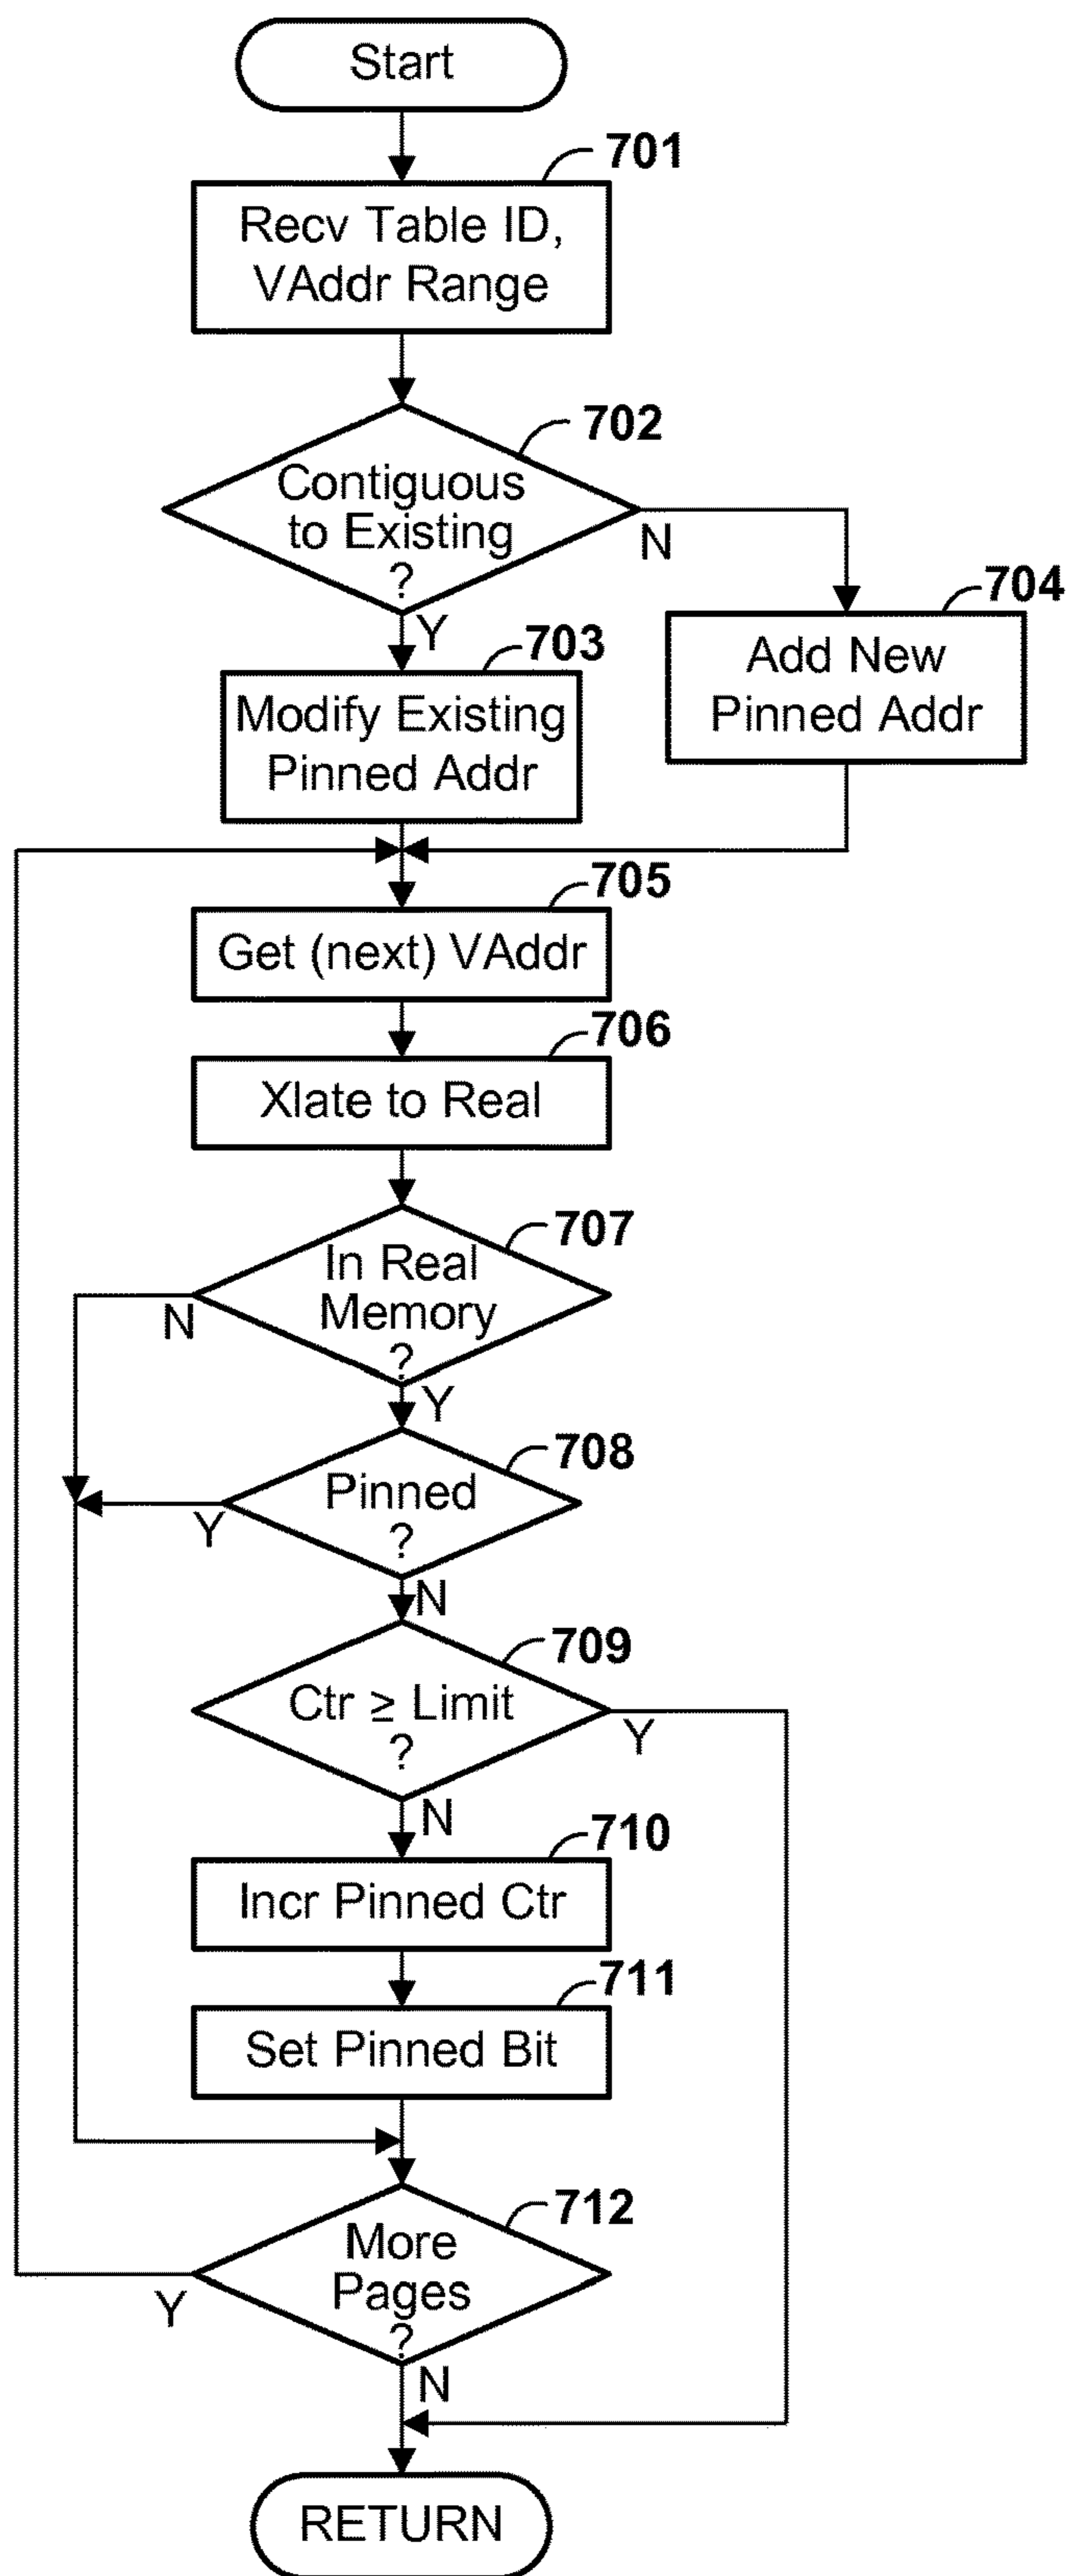 Start
701
Recv Table ID,
VAddr Range
702
Contiguous
to Existing
?
N
Y
703
Modify Existing
Pinned Addr
704
Add New
Pinned Addr
705
Get (next) VAddr
706
Xlate to Real
707
In Real
Memory
?
N
Y
708
Pinned
?
Y
N
709
Ctr ≥ Limit
?
Y
N
710
Incr Pinned Ctr
711
Set Pinned Bit
712
More
Pages
?
Y
N
RETURN